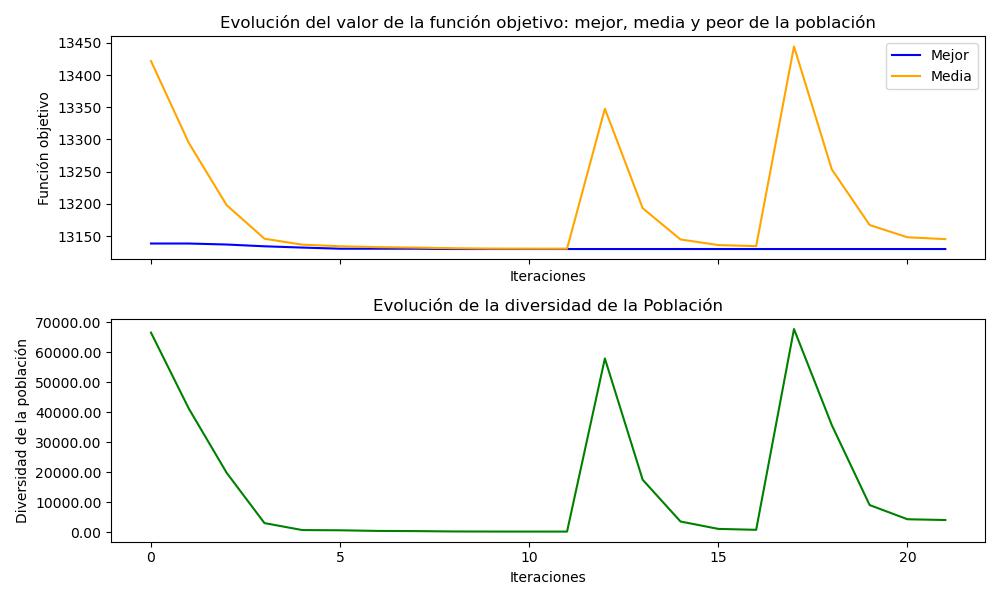 Evolución del valor de la función objetivo: mejor, media y peor de la población
13450
13400
13350
13300
13250
13200
13150
Función objetivo
Mejor
Media
Iteraciones
Evolución de la diversidad de la Población
70000.00
60000.00
50000.00
40000.00
30000.00
20000.00
10000.00
0.00
Diversidad de la población
0 5 10 15 20
Iteraciones